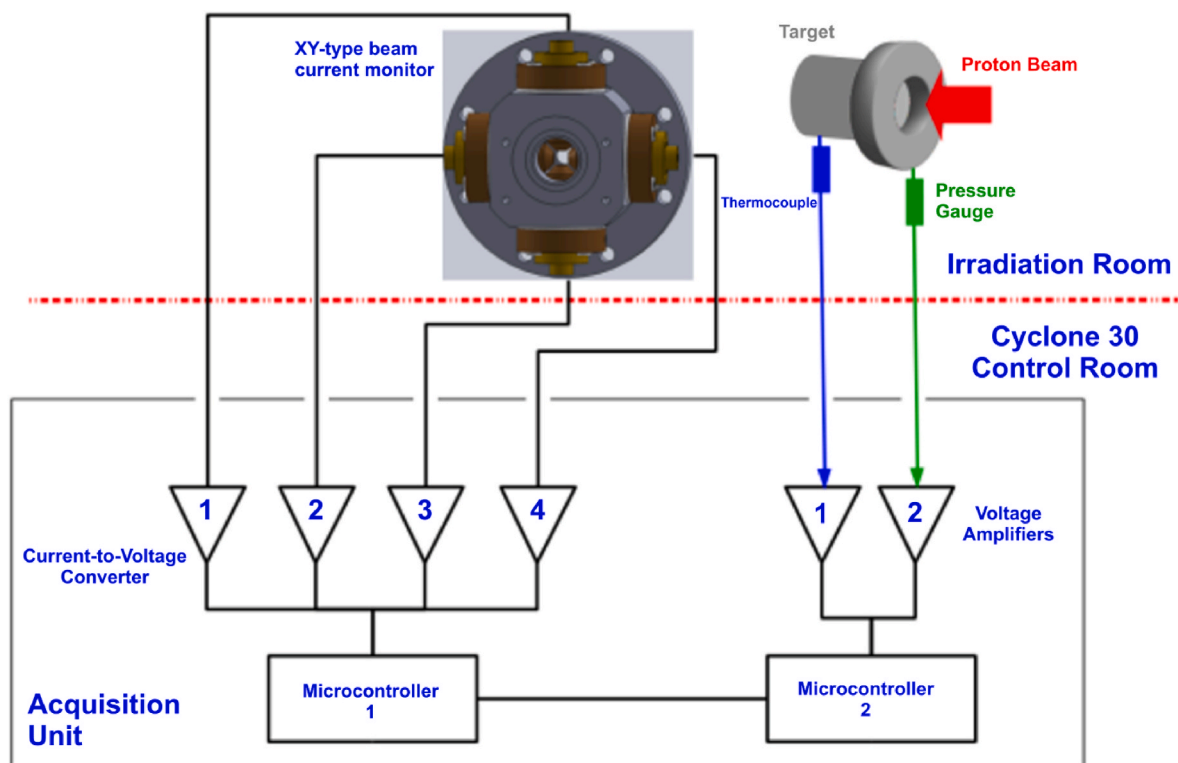 XY-type beam
current monitor
Target
Proton Beam
Thermocouple
Pressure
Gauge
Irradiation Room
Cyclone 30
Control Room
1
2
3
4
1
2
Current-to-Voltage
Converter
Voltage
Amplifiers
Microcontroller
1
Microcontroller
2
Acquisition
Unit